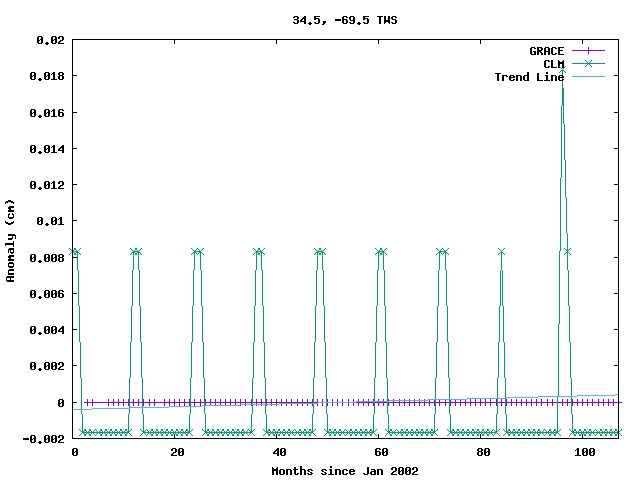 34.5, -69.5 TWS
GRACE
CLM
Trend Line
0.02
0.018
0.016
0.014
0.012
0.01
0.008
0.006
0.004
0.002
0
-0.002
Anomaly (cm)
0 20 40 60 80 100
Months since Jan 2002